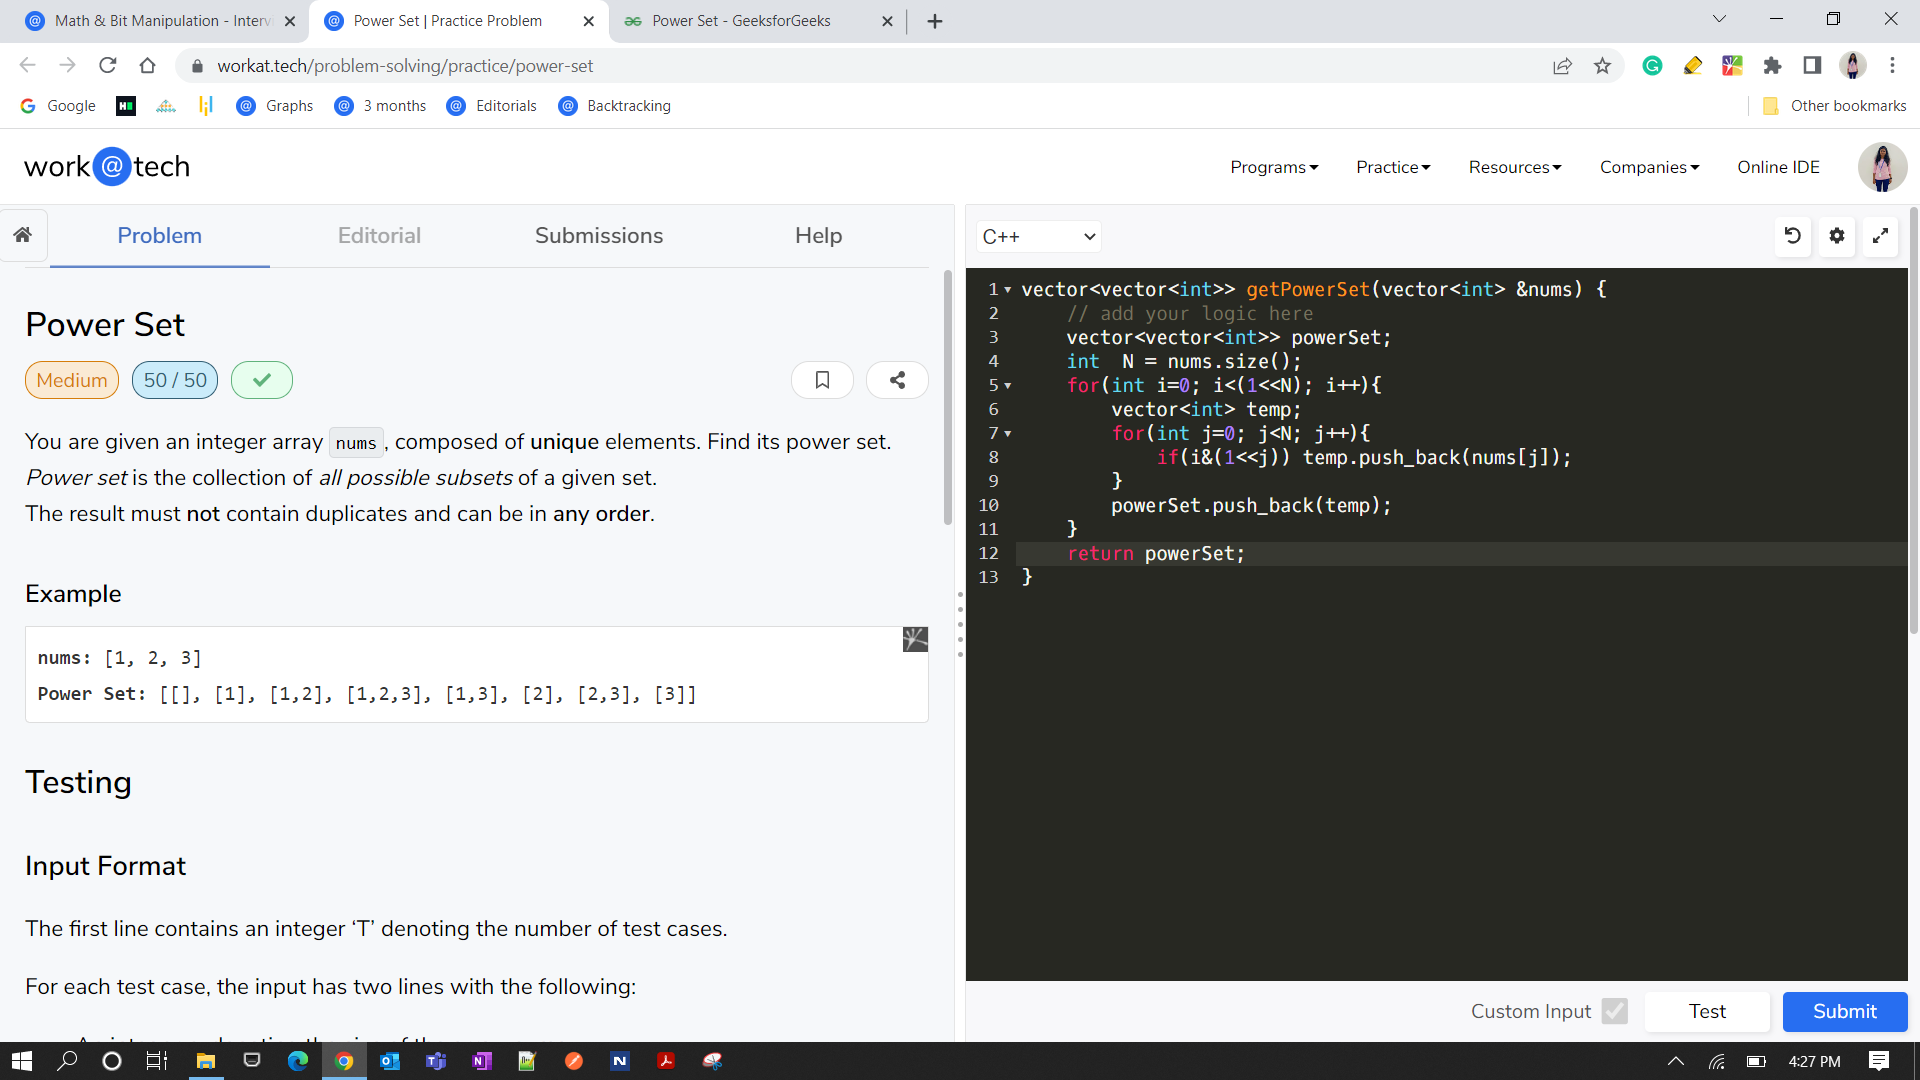 Math & Bit Manipulation - Interv
Power Set | Practice Problem
Power Set - GeeksforGeeks
workat.tech/problem-solving/practice/power-set
Google
Graphs
3 months
Editorials
Backtracking
Other bookmarks
work@tech
Programs
Practice
Resources
Companies
Online IDE
Problem
Editorial
Submissions
Help
Power Set
Medium
50 / 50
You are given an integer array nums, composed of unique elements. Find its power set.
Power set is the collection of all possible subsets of a given set.
The result must not contain duplicates and can be in any order.
Example
nums: [1, 2, 3]
Power Set: [[], [1], [1,2], [1,2,3], [1,3], [2], [2,3], [3]]
Testing
Input Format
The first line contains an integer ‘T’ denoting the number of test cases.
For each test case, the input has two lines with the following:
C++
1 vector<vector<int>> getPowerSet(vector<int> &nums) {
2 // add your logic here
3 vector<vector<int>> powerSet;
4 int  N = nums.size();
5 for(int i=0; i<(1<<N); i++){
6 vector<int> temp;
7 for(int j=0; j<N; j++){
8 if(i&(1<<j)) temp.push_back(nums[j]);
9 }
10 powerSet.push_back(temp);
11 }
12 return powerSet;
13 }
Custom Input
Test
Submit
4:27 PM